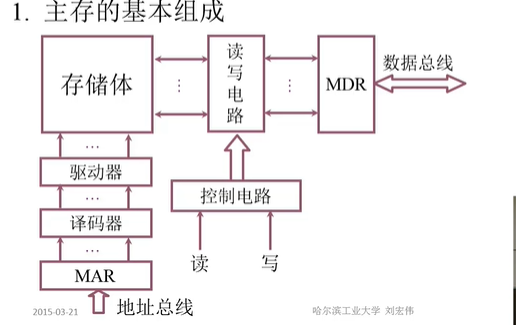 1. 主存的基本组成
存储体
读写电路
MDR
数据总线
驱动器
控制电路
译码器
读
写
MAR
地址总线
2015-03-21
哈尔滨工业大学 刘宏伟